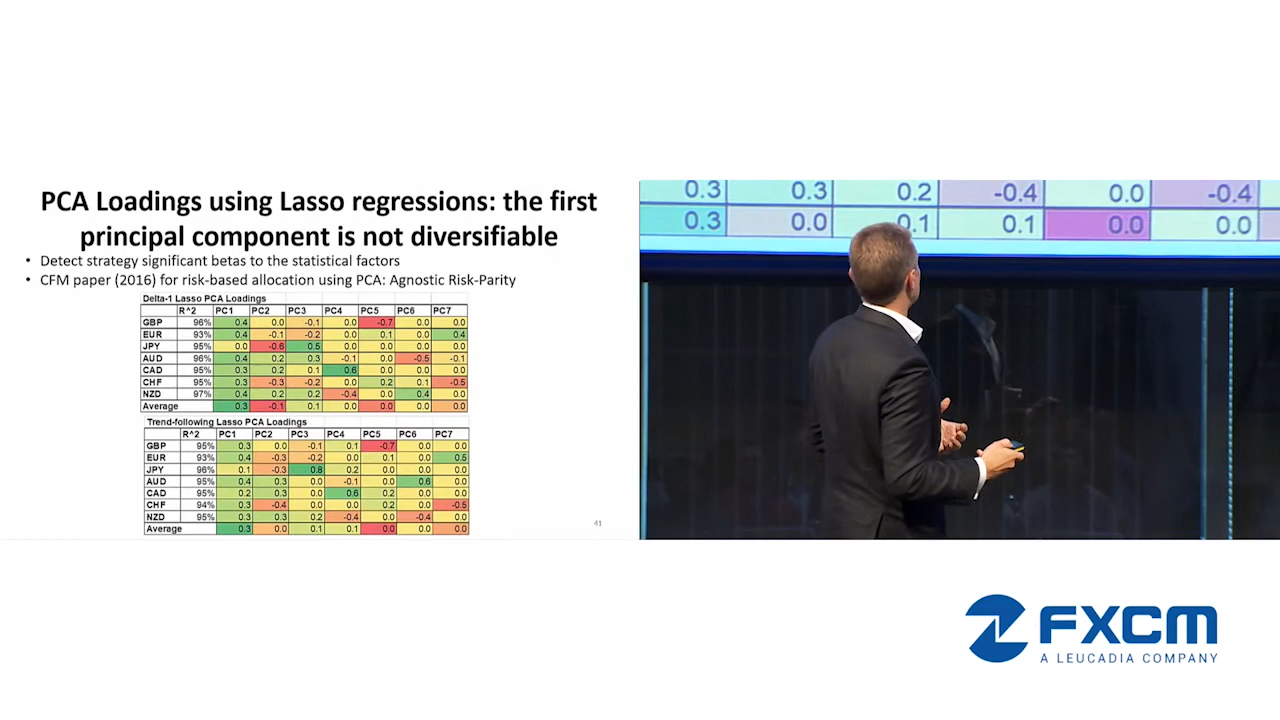 PCA Loadings using Lasso regressions: the first
principal component is not diversifiable
• Detect strategy significant betas to the statistical factors
• CFM paper (2016) for risk-based allocation using PCA: Agnostic Risk-Parity
Delta-1 Lasso PCA Loadings
R^2 PC1 PC2 PC3 PC4 PC5 PC6 PC7
GBP 96% 0.4 0.0 -0.1 0.0 -0.7 0.0 0.0
EUR 93% 0.4 -0.1 -0.2 0.0 0.1 0.0 0.4
JPY 95% 0.0 -0.6 0.5 0.0 0.0 0.0 0.0
AUD 96% 0.4 0.2 0.3 -0.1 0.0 -0.5 -0.1
CAD 95% 0.3 0.2 0.1 0.6 0.0 0.0 0.0
CHF 95% 0.3 -0.3 -0.2 0.0 0.2 0.1 -0.5
NZD 97% 0.4 0.2 0.2 -0.4 0.0 0.4 0.0
Average 0.3 -0.1 0.1 0.0 0.0 0.0 0.0
Trend-following Lasso PCA Loadings
R^2 PC1 PC2 PC3 PC4 PC5 PC6 PC7
GBP 95% 0.3 0.0 -0.1 0.1 -0.7 0.0 0.0
EUR 93% 0.4 -0.3 -0.2 0.0 0.1 0.0 0.5
JPY 96% 0.1 -0.3 0.8 0.2 0.0 0.0 0.0
AUD 95% 0.4 0.3 0.0 -0.1 0.0 0.6 0.0
CAD 95% 0.2 0.3 0.0 0.6 0.2 0.0 0.0
CHF 94% 0.3 -0.4 0.0 0.0 0.2 0.0 -0.5
NZD 95% 0.3 0.3 0.2 -0.4 0.0 -0.4 0.0
Average 0.3 0.0 0.1 0.1 0.0 0.0 0.0
41
0.3 0.3 0.2 -0.4 0.0 -0.4
0.3 0.0 0.1 0.1 0.0 0.0
FXCM
A LEUCADIA COMPANY